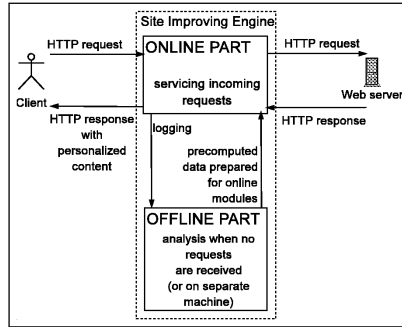 Site Improving Engine
HTTP request
ONLINE PART
HTTP request
servicing incoming
requests
Client
Web server
HTTP response
with
personalized
content
HTTP response
logging
precomputed
data prepared
for online
modules
OFFLINE PART
analysis when no
requests
are received
(or on separate
machine)